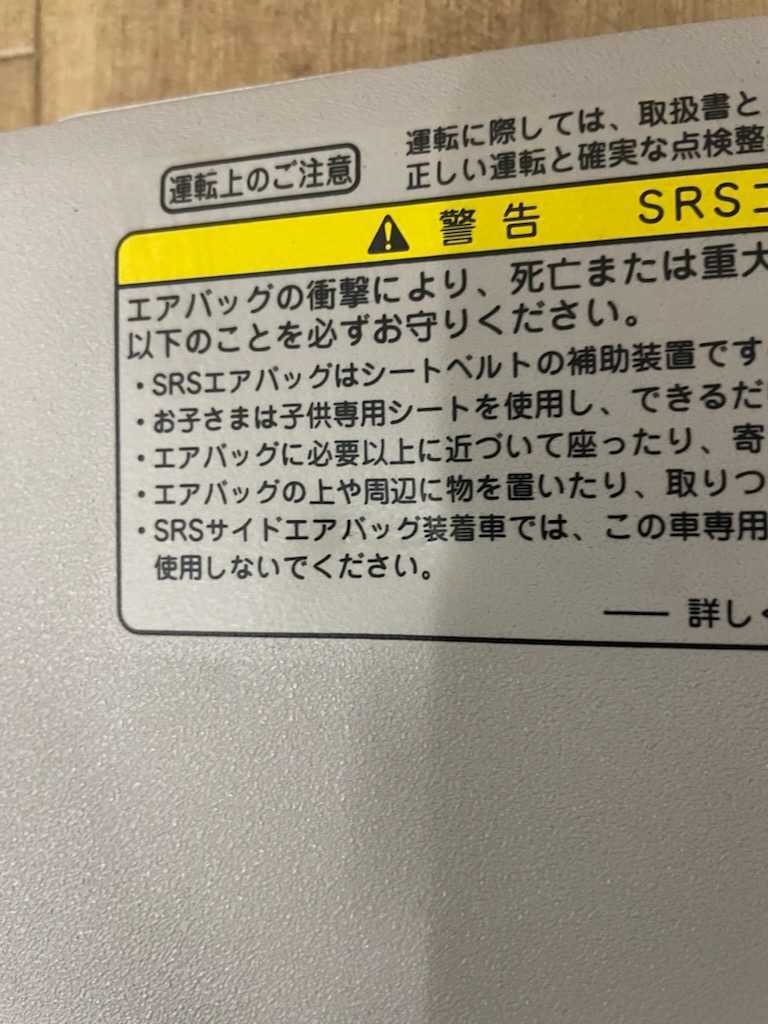 運転上のご注意
運転に際しては、取扱書と
正しい運転と確実な点検整
警告 SRSエ
エアバッグの衝撃により、死亡または重大
以下のことを必ずお守りください。
・SRSエアバッグはシートベルトの補助装置です
・お子さまは子供専用シートを使用し、できるだ
・エアバッグに必要以上に近づいて座ったり、寄
・エアバッグの上や周辺に物を置いたり、取りつ
・SRSサイドエアバッグ装着車では、この車専用
使用しないでください。
—— 詳しく